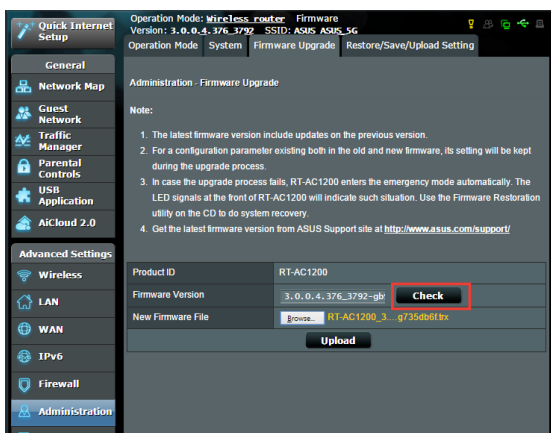 Quick Internet
Setup
General
Network Map
Guest
Network
Traffic
Manager
Parental
Controls
USB
Application
AiCloud 2.0
Advanced Settings
Wireless
LAN
WAN
IPv6
Firewall
Administration
Operation Mode: Wireless router Firmware
Version: 3.0.0.4.376_3792 SSID: ASUS ASUS_5G
Operation Mode System Firmware Upgrade Restore/Save/Upload Setting
Administration - Firmware Upgrade
Note:
1. The latest firmware version include updates on the previous version.
2. For a configuration parameter existing both in the old and new firmware, its setting will be kept
during the upgrade process.
3. In case the upgrade process fails, RT-AC1200 enters the emergency mode automatically. The
LED signals at the front of RT-AC1200 will indicate such situation. Use the Firmware Restoration
utility on the CD to do system recovery.
4. Get the latest firmware version from ASUS Support site at http://www.asus.com/support/
Product ID RT-AC1200
Firmware Version 3.0.0.4.376_3792-gb Check
New Firmware File Browse... RT-AC1200_3....g735db6f.trx
Upload